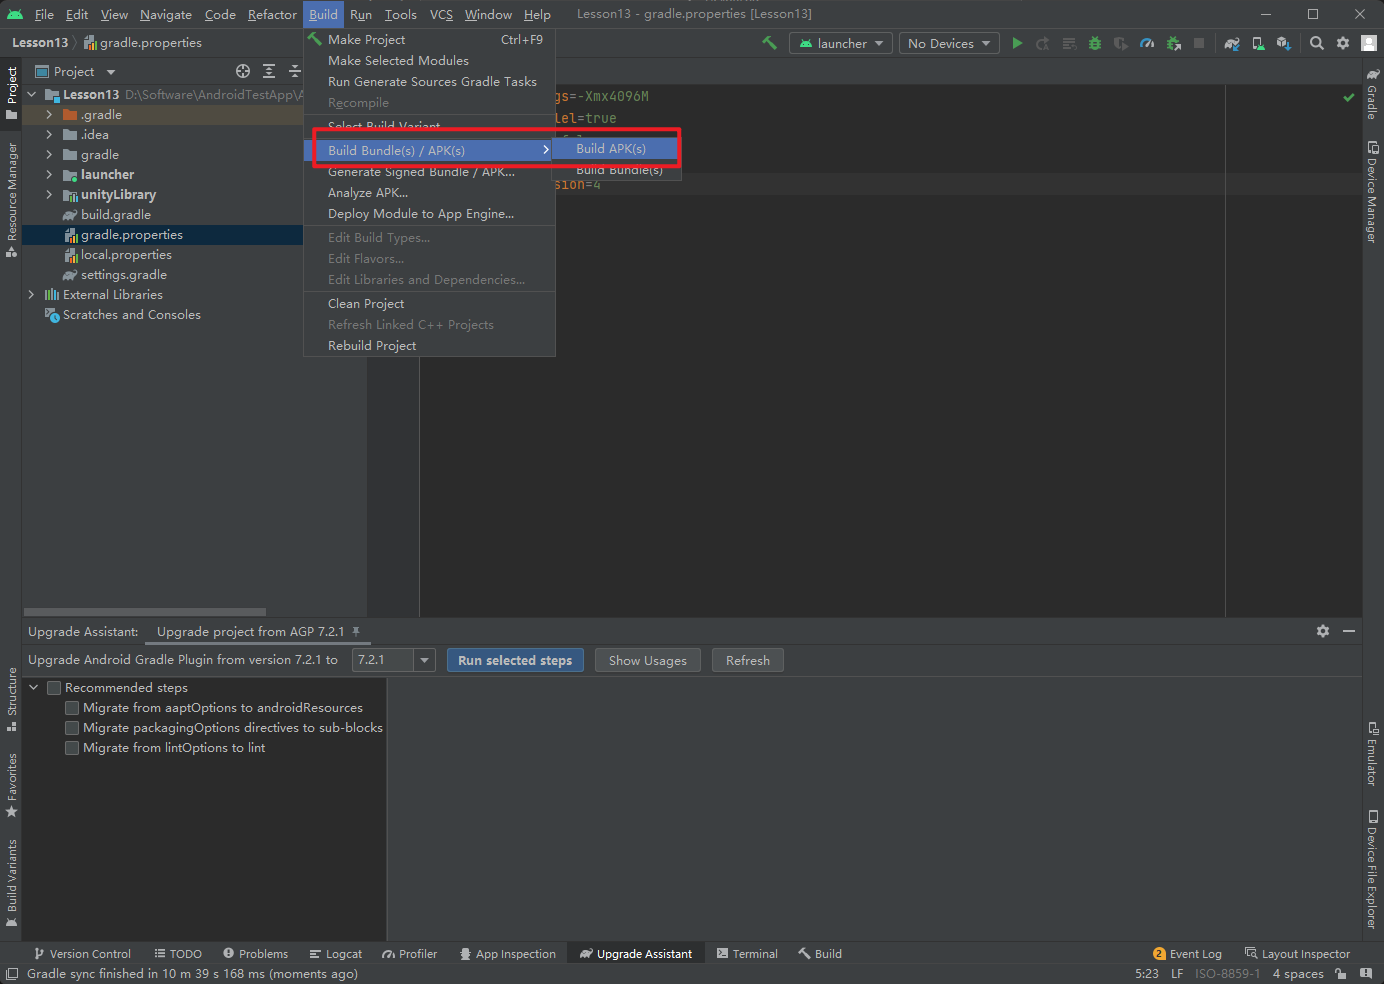 File Edit View Navigate Code Refactor Build Run Tools VCS Window Help Lesson13 - gradle.properties [Lesson13]
Lesson13 gradle.properties
launcher No Devices
Make Project Ctrl+F9
Make Selected Modules
Run Generate Sources Gradle Tasks
Recompile
Select Build Variant
Build Bundle(s) / APK(s)
Generate Signed Bundle / APK...
Analyze APK...
Deploy Module to App Engine...
Edit Build Types...
Edit Flavors...
Edit Libraries and Dependencies...
Clean Project
Refresh Linked C++ Projects
Rebuild Project
Build APK(s)
Build Bundle(s)
Project
Lesson13 D:\Software\AndroidTestApp\A
.gradle
.idea
gradle
launcher
unityLibrary
build.gradle
gradle.properties
local.properties
settings.gradle
External Libraries
Scratches and Consoles
gs=-Xmx4096M
lel=true
sion=4
Project
Resource Manager
Structure
Favorites
Build Variants
Gradle
Device Manager
Emulator
Device File Explorer
Upgrade Assistant: Upgrade project from AGP 7.2.1
Upgrade Android Gradle Plugin from version 7.2.1 to 7.2.1 Run selected steps Show Usages Refresh
Recommended steps
Migrate from aaptOptions to androidResources
Migrate packagingOptions directives to sub-blocks
Migrate from lintOptions to lint
Version Control TODO Problems Logcat Profiler App Inspection Upgrade Assistant Terminal Build 2 Event Log Layout Inspector
Gradle sync finished in 10 m 39 s 168 ms (moments ago) 5:23 LF ISO-8859-1 4 spaces